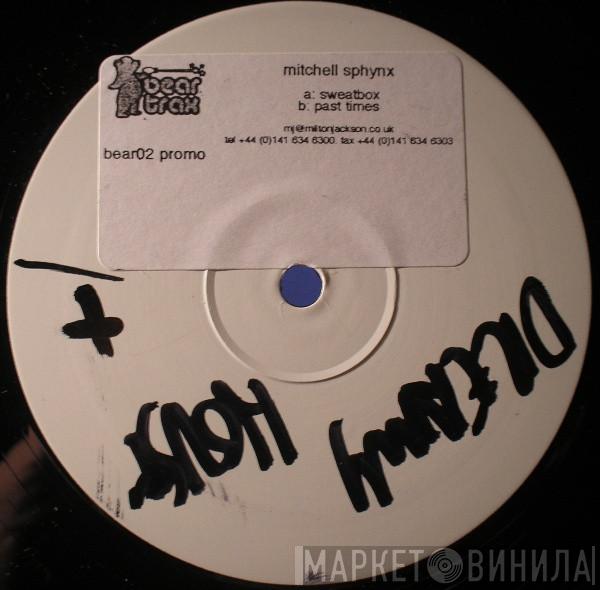 bear
trax
mitchell sphynx
a: sweatbox
b: past times
mj@miltonjackson.co.uk
tel +44 (0)141 634 6300. fax +44 (0)141 634 6303
bear02 promo
DREAMY
HOUSE
+
МАРКЕТ ВИНИЛА